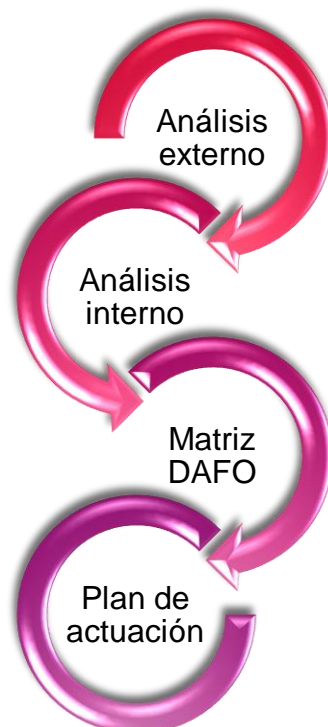 Análisis
externo
Análisis
interno
Matriz
DAFO
Plan de
actuación